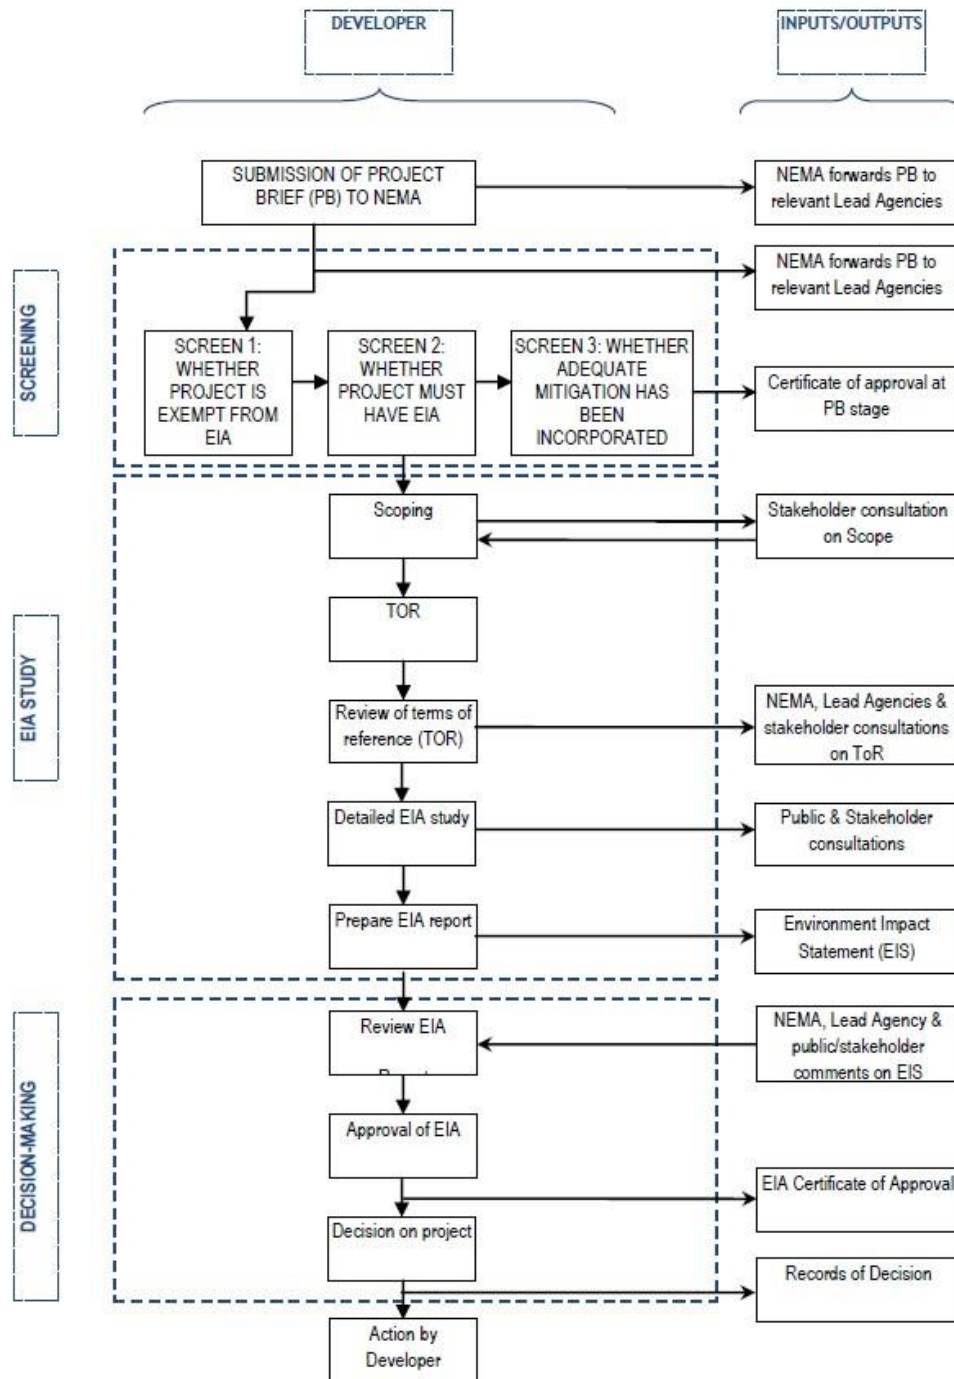 DEVELOPER
INPUTS/OUTPUTS
SUBMISSION OF PROJECT
BRIEF (PB) TO NEMA
NEMA forwards PB to
relevant Lead Agencies
SCREENING
NEMA forwards PB to
relevant Lead Agencies
SCREEN 1:
WHETHER
PROJECT IS
EXEMPT FROM
EIA
SCREEN 2:
WHETHER
PROJECT MUST
HAVE EIA
SCREEN 3: WHETHER
ADEQUATE
MITIGATION HAS
BEEN
INCORPORATED
Certificate of approval at
PB stage
EIA STUDY
Scoping
Stakeholder consultation
on Scope
TOR
Review of terms of
reference (TOR)
NEMA, Lead Agencies &
stakeholder consultations
on ToR
Detailed EIA study
Public & Stakeholder
consultations
Prepare EIA report
Environment Impact
Statement (EIS)
DECISION-MAKING
Review EIA
NEMA, Lead Agency &
public/stakeholder
comments on EIS
Approval of EIA
EIA Certificate of Approval
Decision on project
Records of Decision
Action by
Developer